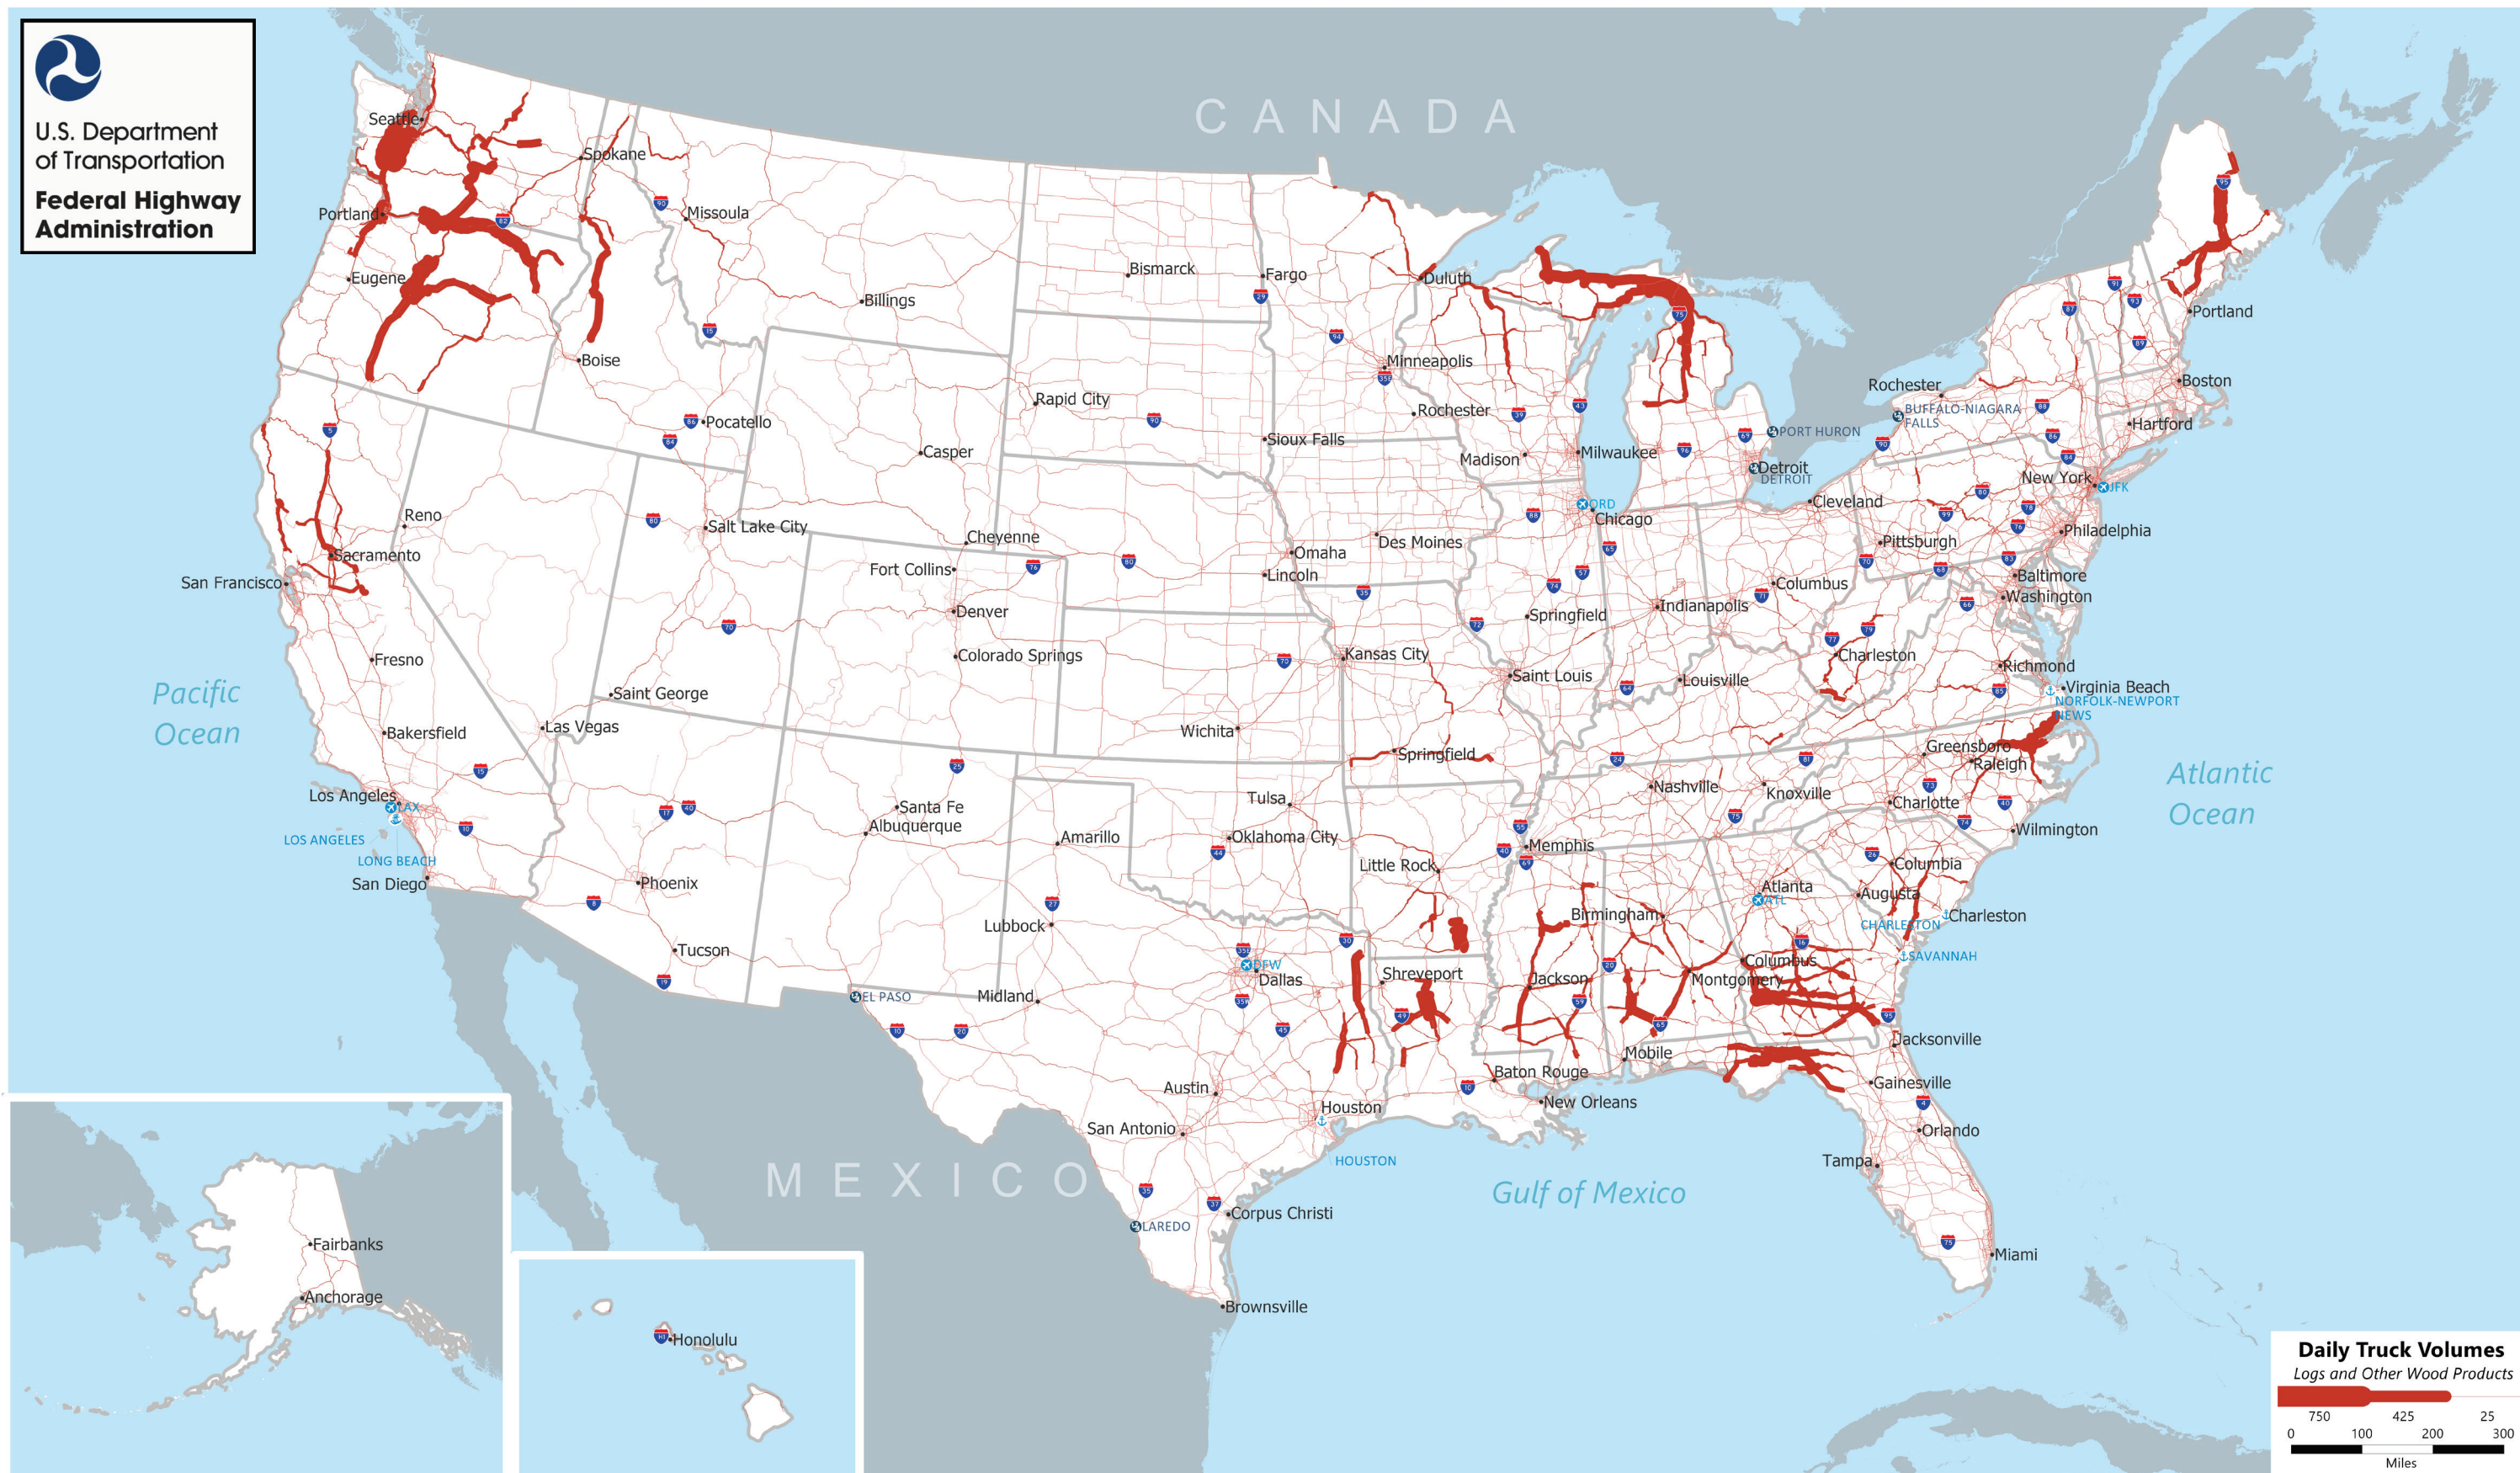 U.S. Department
of Transportation
Federal Highway
Administration
CANADA
MEXICO
Pacific
Ocean
Atlantic
Ocean
Gulf of Mexico
Seattle
Spokane
Portland
Eugene
Missoula
Billings
Boise
Pocatello
Bismarck
Fargo
Duluth
Minneapolis
Rochester
Rapid City
Sioux Falls
Casper
Cheyenne
Fort Collins
Denver
Colorado Springs
Salt Lake City
Saint George
Reno
Sacramento
San Francisco
Fresno
Bakersfield
Las Vegas
Los Angeles
LAX
LOS ANGELES
LONG BEACH
San Diego
Phoenix
Tucson
Santa Fe
Albuquerque
EL PASO
Amarillo
Lubbock
Midland
Madison
Milwaukee
ORD
Chicago
Des Moines
Omaha
Lincoln
Springfield
Indianapolis
Columbus
Cleveland
Detroit
DETROIT
PORT HURON
BUFFALO-NIAGARA
FALLS
Rochester
Portland
Boston
Hartford
New York
JFK
Philadelphia
Pittsburgh
Baltimore
Washington
Charleston
Richmond
Virginia Beach
NORFOLK-NEWPORT
NEWS
Louisville
Saint Louis
Kansas City
Wichita
Springfield
Tulsa
Oklahoma City
Little Rock
Memphis
Nashville
Knoxville
Greensboro
Raleigh
Charlotte
Wilmington
Columbia
Augusta
Charleston
CHARLESTON
SAVANNAH
Atlanta
ATL
Birmingham
Columbus
Montgomery
Jackson
Shreveport
DFW
Dallas
Austin
San Antonio
Houston
HOUSTON
LAREDO
Corpus Christi
Brownsville
Baton Rouge
New Orleans
Mobile
Jacksonville
Gainesville
Orlando
Tampa
Miami
Fairbanks
Anchorage
Honolulu
Daily Truck Volumes
Logs and Other Wood Products
750 425 25
0 100 200 300
Miles